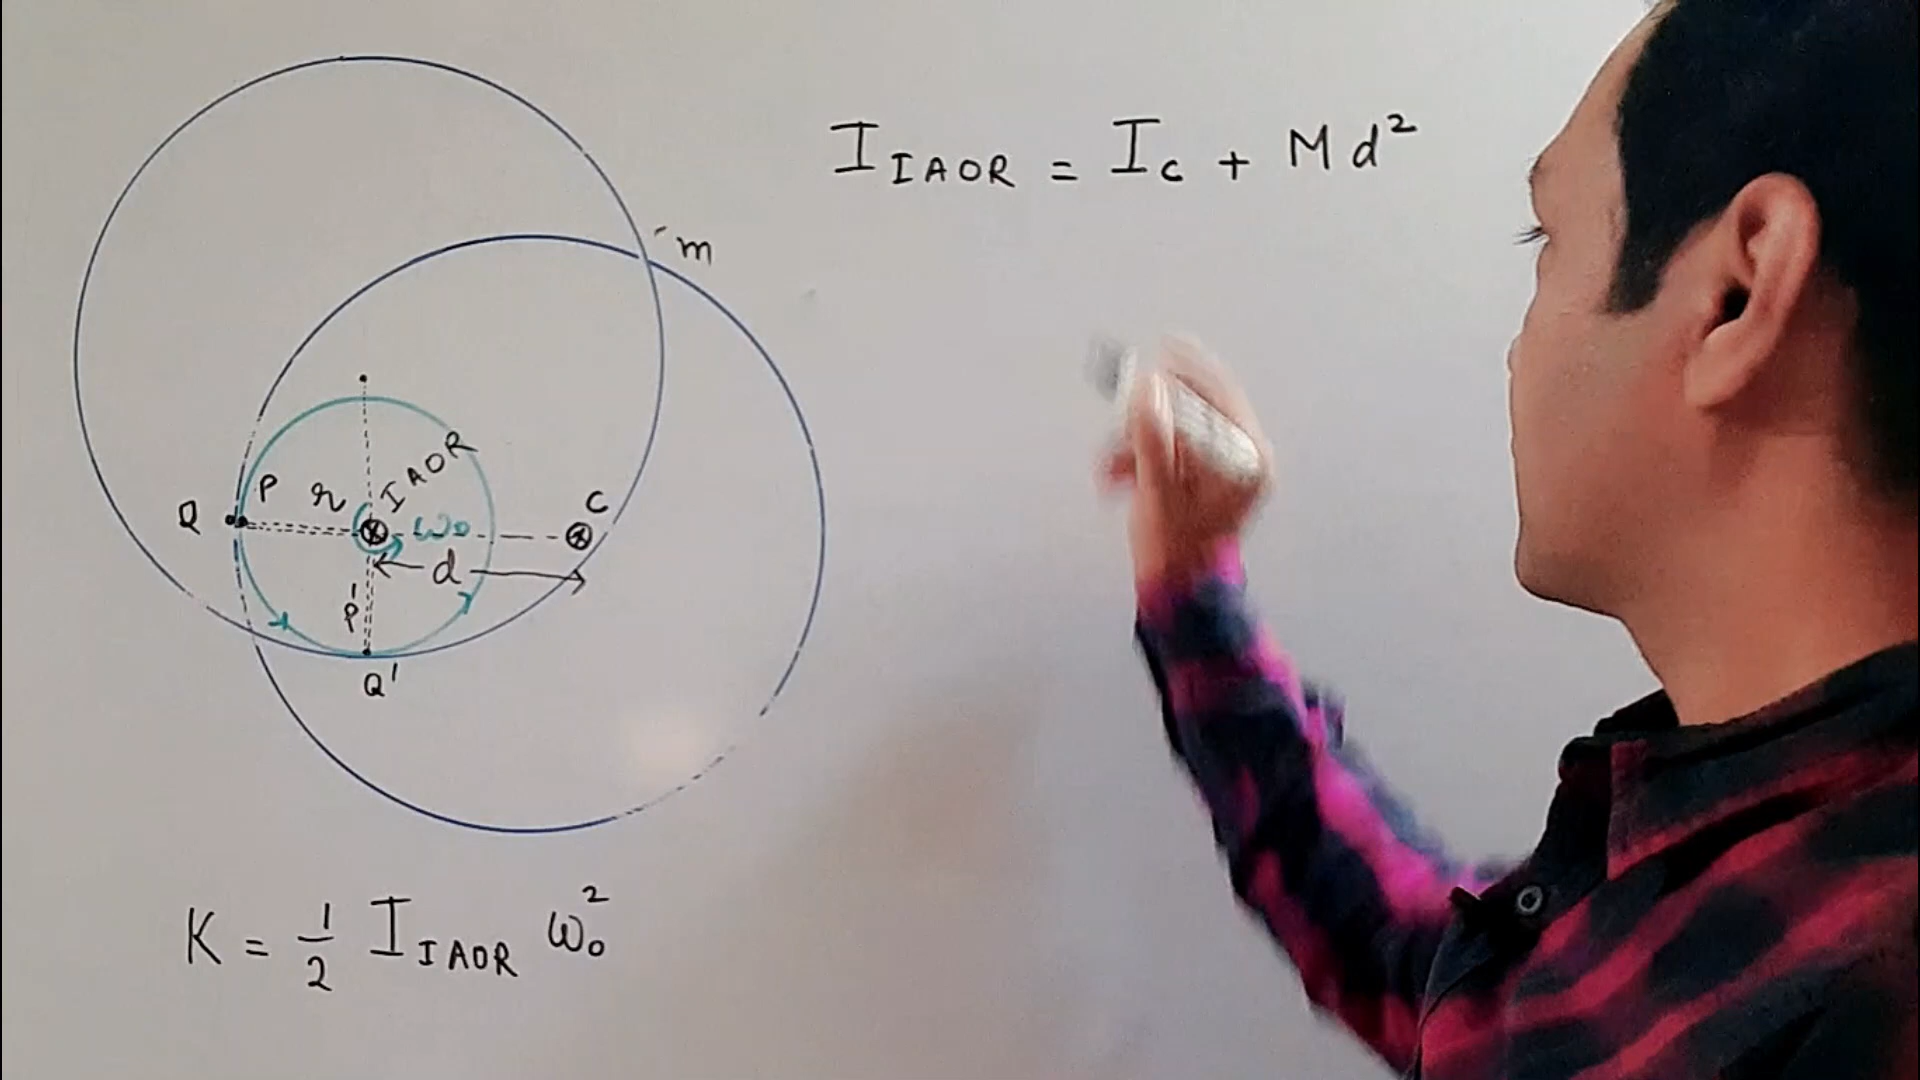 I_IAOR = I_C + Md²
m
IAOR
P
r
Q
C
ω₀
d
P'
Q'
K = 1/2 I_IAOR ω₀²